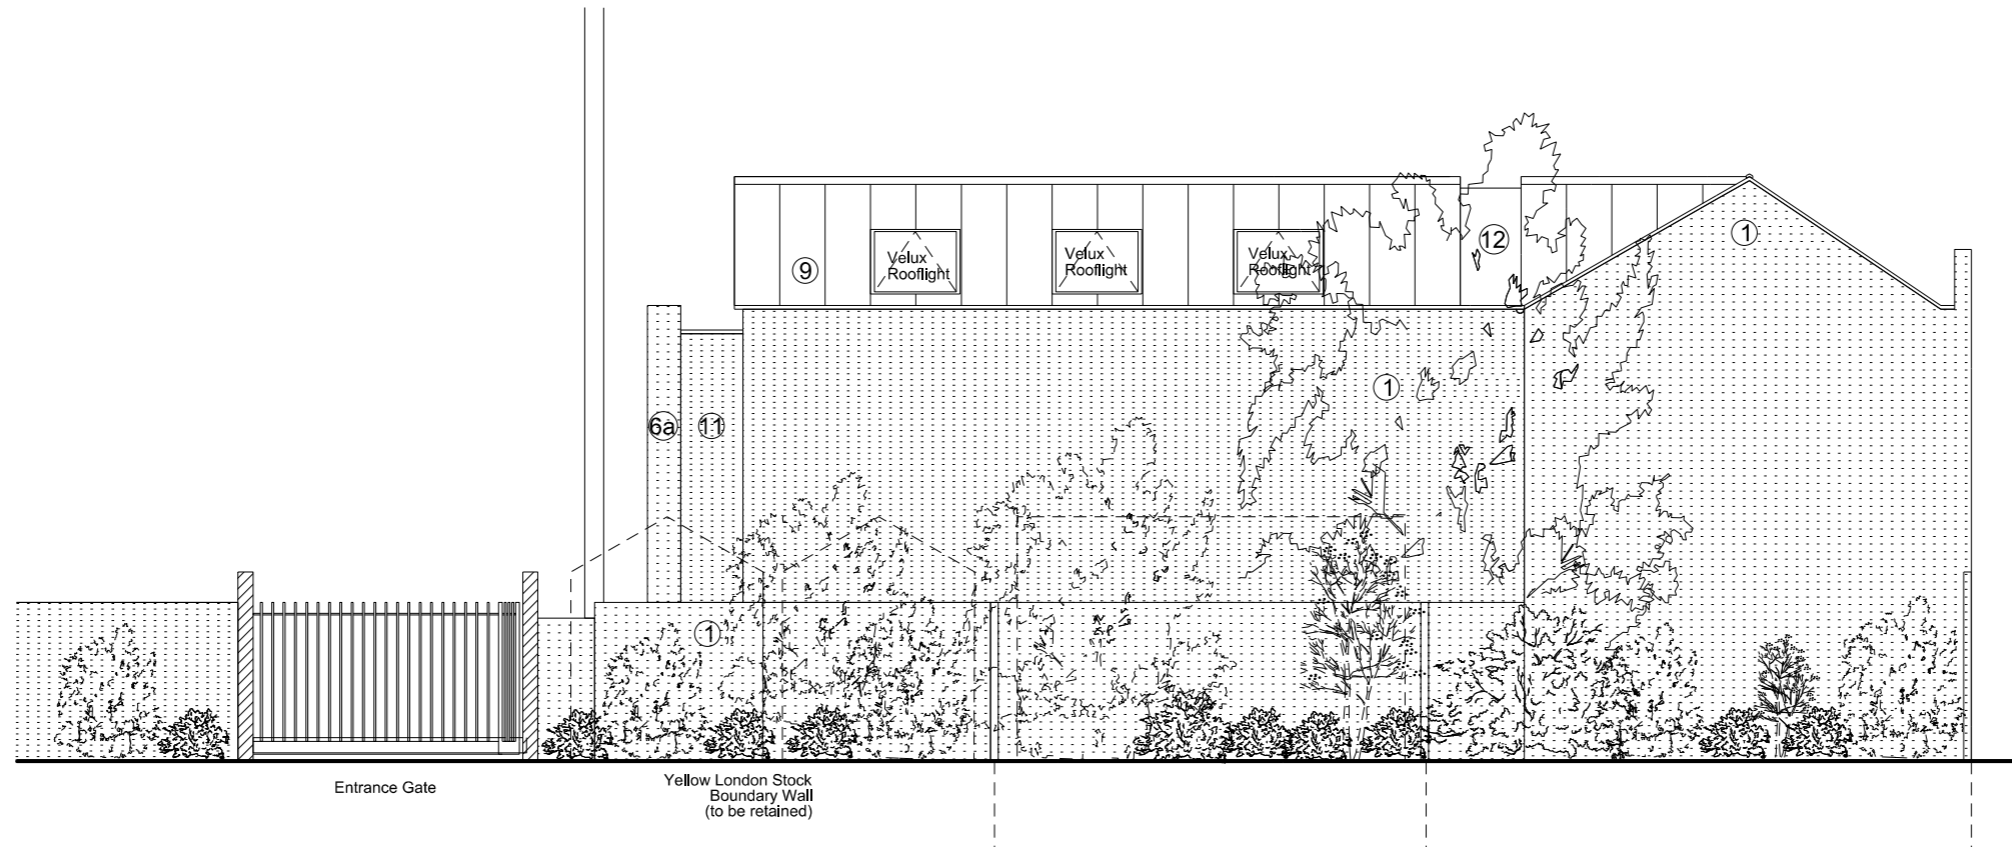 1
12
9
Velux
Rooflight
Velux
Rooflight
Velux
Rooflight
1
6a
11
1
Entrance Gate
Yellow London Stock
Boundary Wall
(to be retained)